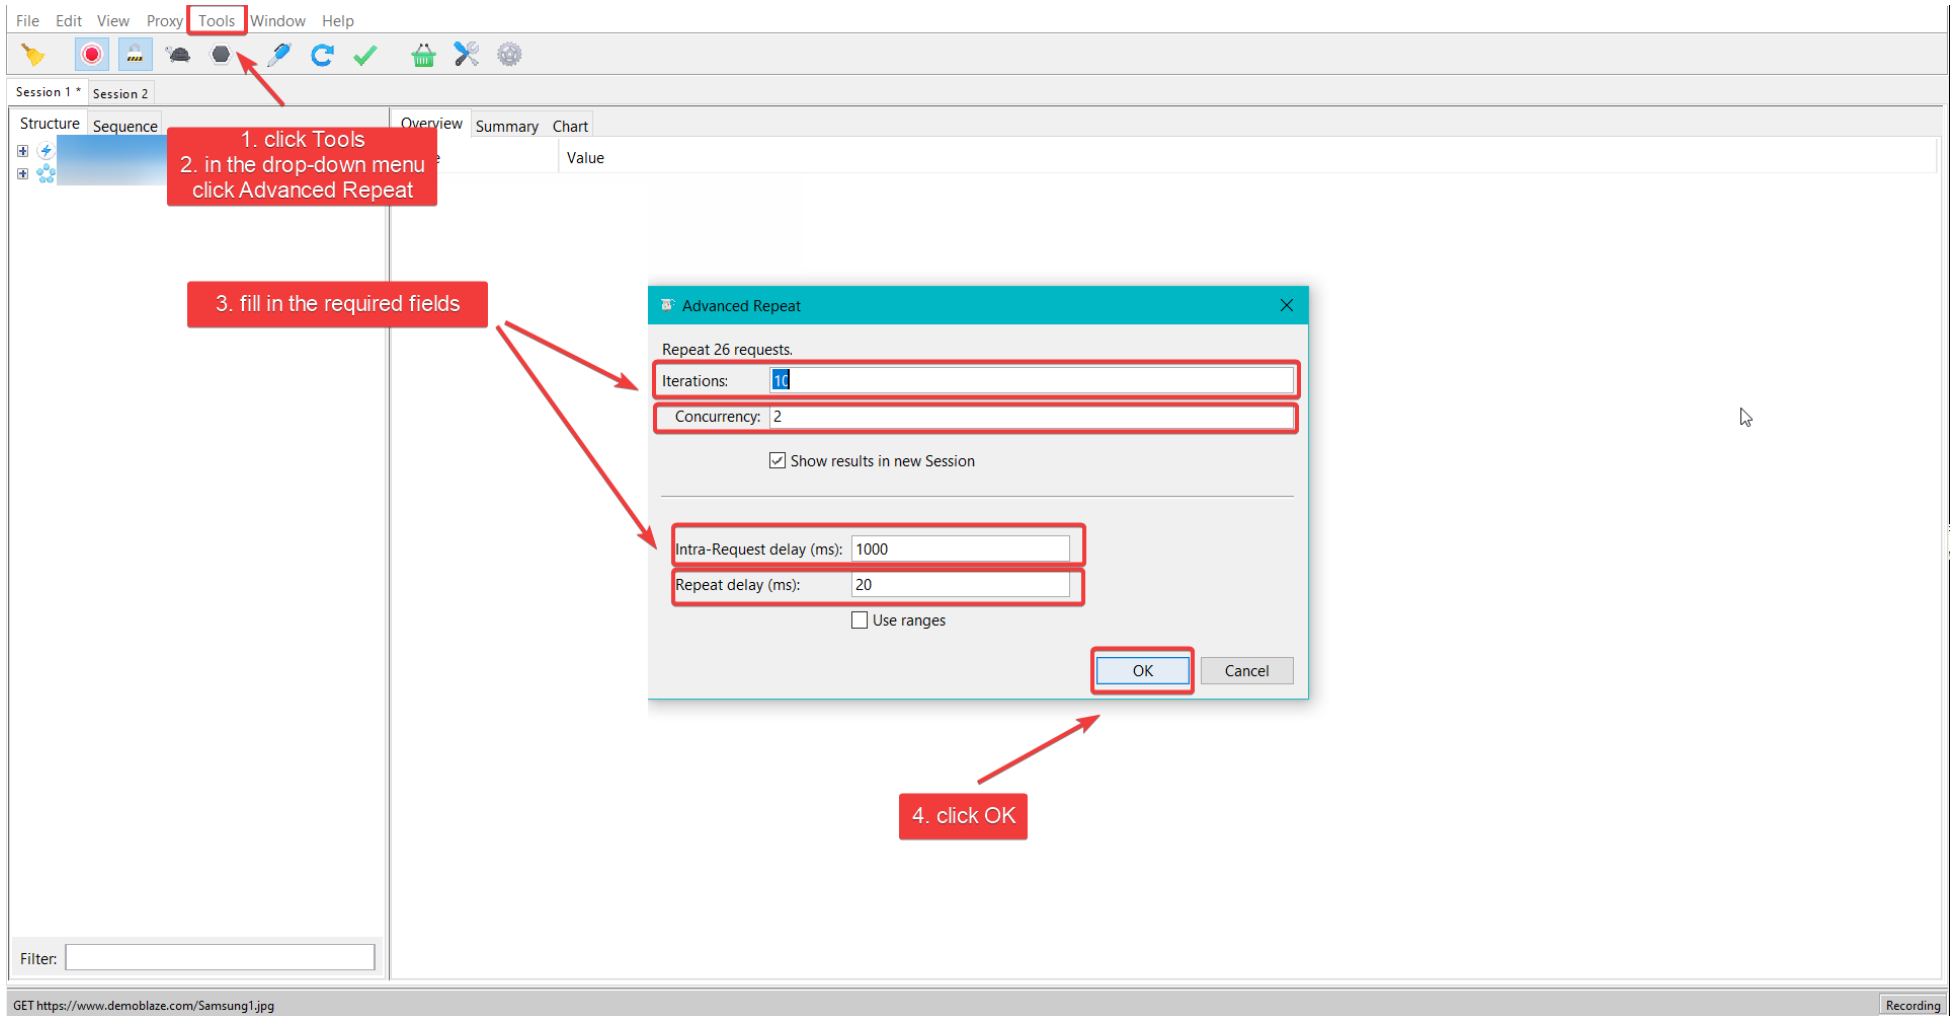 File Edit View Proxy Tools Window Help
Session 1 * Session 2
Structure Sequence
Overview Summary Chart
Value
1. click Tools
2. in the drop-down menu
click Advanced Repeat
3. fill in the required fields
Advanced Repeat
Repeat 26 requests.
Iterations: 10
Concurrency: 2
Show results in new Session
Intra-Request delay (ms): 1000
Repeat delay (ms): 20
Use ranges
OK Cancel
4. click OK
Filter:
GET https://www.demoblaze.com/Samsung1.jpg
Recording